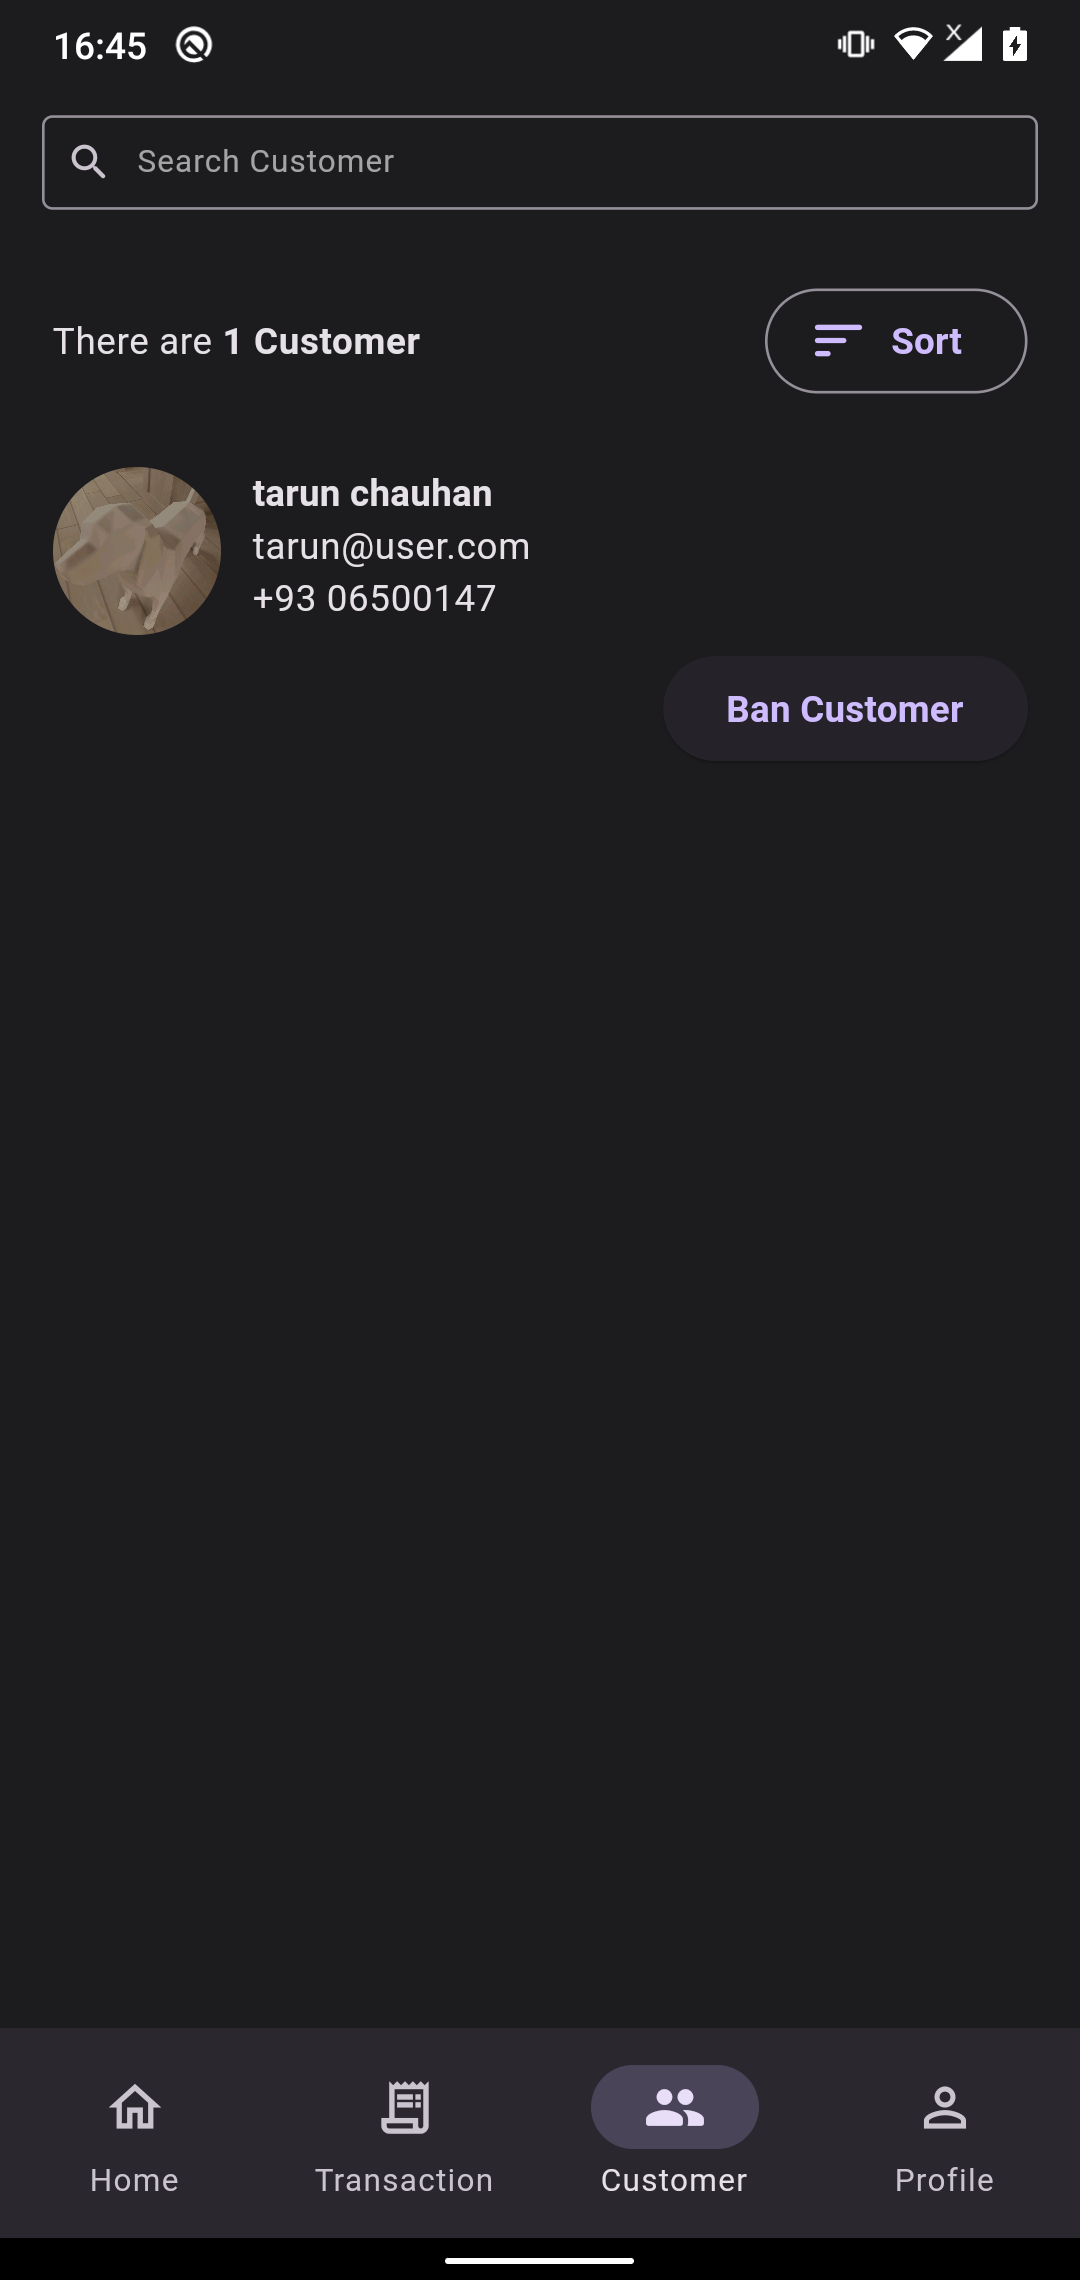 16:45
Search Customer
There are 1 Customer
Sort
tarun chauhan
tarun@user.com
+93 06500147
Ban Customer
Home
Transaction
Customer
Profile